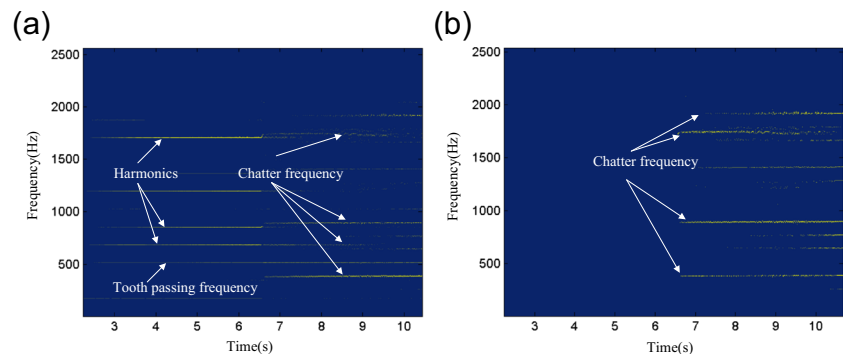 (a)
(b)
2500
2000
1500
1000
500
Frequency(Hz)
Harmonics
Chatter frequency
Tooth passing frequency
3 4 5 6 7 8 9 10
Time(s)
2500
2000
1500
1000
500
Frequency(Hz)
Chatter frequency
3 4 5 6 7 8 9 10
Time(s)